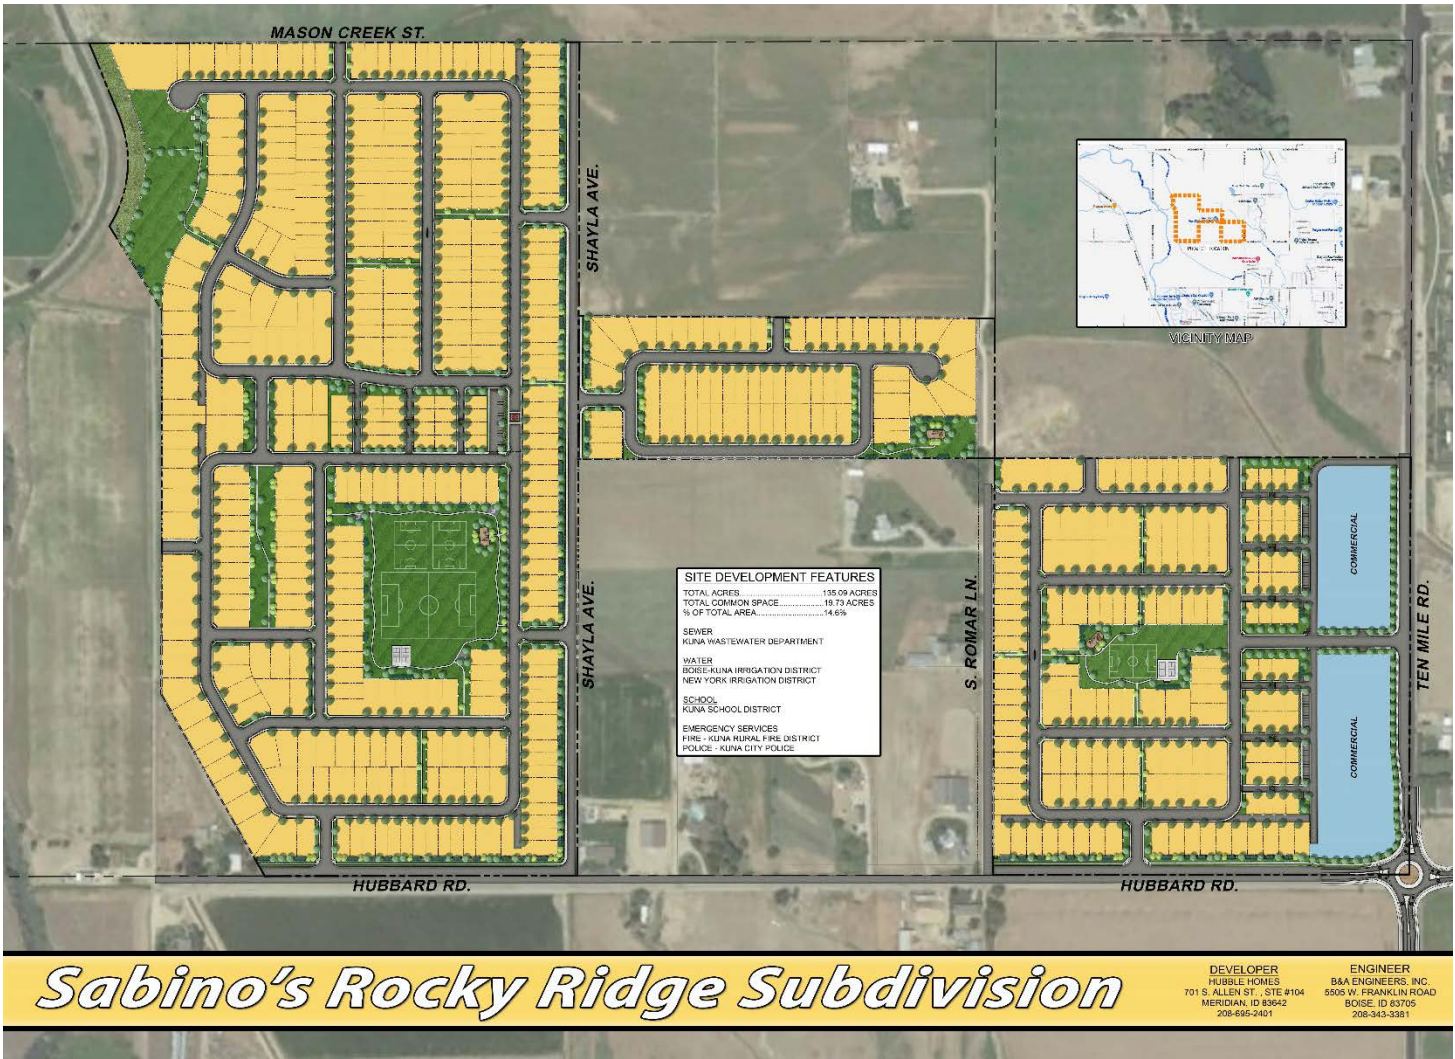 MASON CREEK ST.
SHAYLA AVE.
VICINITY MAP
COMMERCIAL
SITE DEVELOPMENT FEATURES
TOTAL ACRES........................135.09 ACRES
TOTAL COMMON SPACE.............19.73 ACRES
% OF TOTAL AREA....................14.6%
SEWER
KUNA WASTEWATER DEPARTMENT
WATER
BOISE-KUNA IRRIGATION DISTRICT
NEW YORK IRRIGATION DISTRICT
SCHOOL
KUNA SCHOOL DISTRICT
EMERGENCY SERVICES
FIRE - KUNA RURAL FIRE DISTRICT
POLICE - KUNA CITY POLICE
SHAYLA AVE.
S. ROMAR LN.
TEN MILE RD.
COMMERCIAL
HUBBARD RD.
HUBBARD RD.
Sabino's Rocky Ridge Subdivision
DEVELOPER
HUBBLE HOMES
701 S. ALLEN ST., STE #104
MERIDIAN, ID 83642
208-695-2401
ENGINEER
B&A ENGINEERS, INC.
5505 W. FRANKLIN ROAD
BOISE, ID 83705
208-343-3381